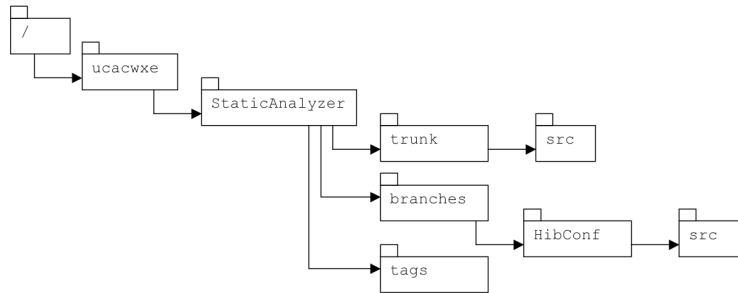 /
ucacwxe
StaticAnalyzer
trunk
src
branches
HibConf
src
tags